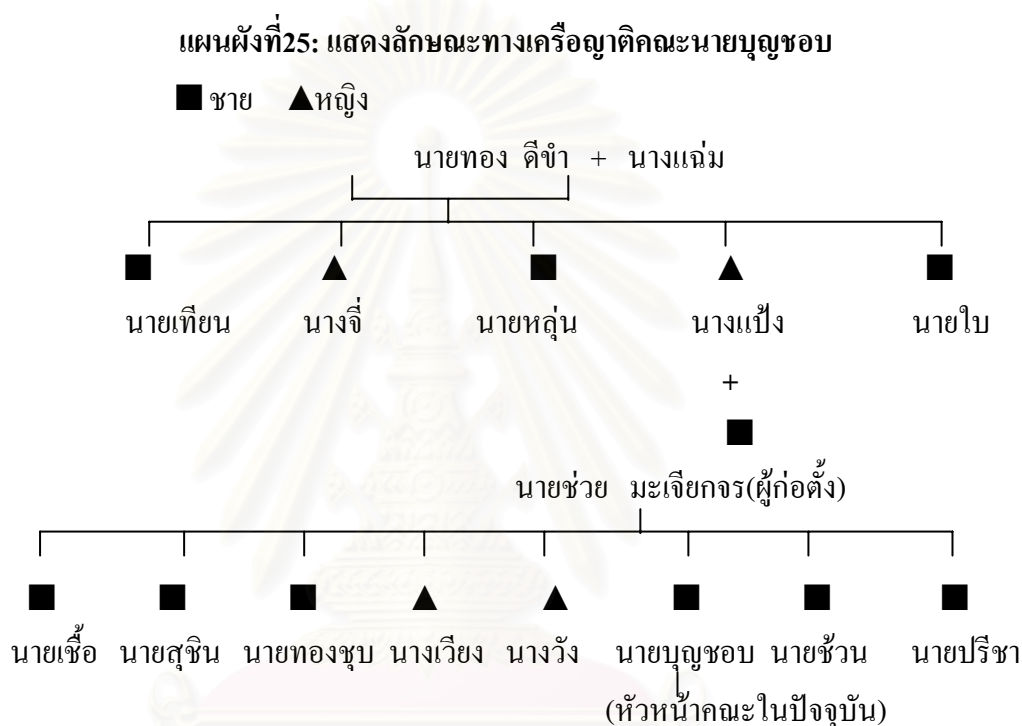 แผนผังที่25: แสดงลักษณะทางเครือญาติคณะนายบุญชอบ
■ ชาย ▲หญิง
นายทอง ดีขำ + นางแฉ่ม
นายเทียน นางจี่ นายหลุ่น นางแป้ง นายใบ
+
นายช่วย มะเจียกจร(ผู้ก่อตั้ง)
นายเชื้อ นายสุชิน นายทองชุบ นางเวียง นางวัง นายบุญชอบ นายช้วน นายปรีชา
(หัวหน้าคณะในปัจจุบัน)